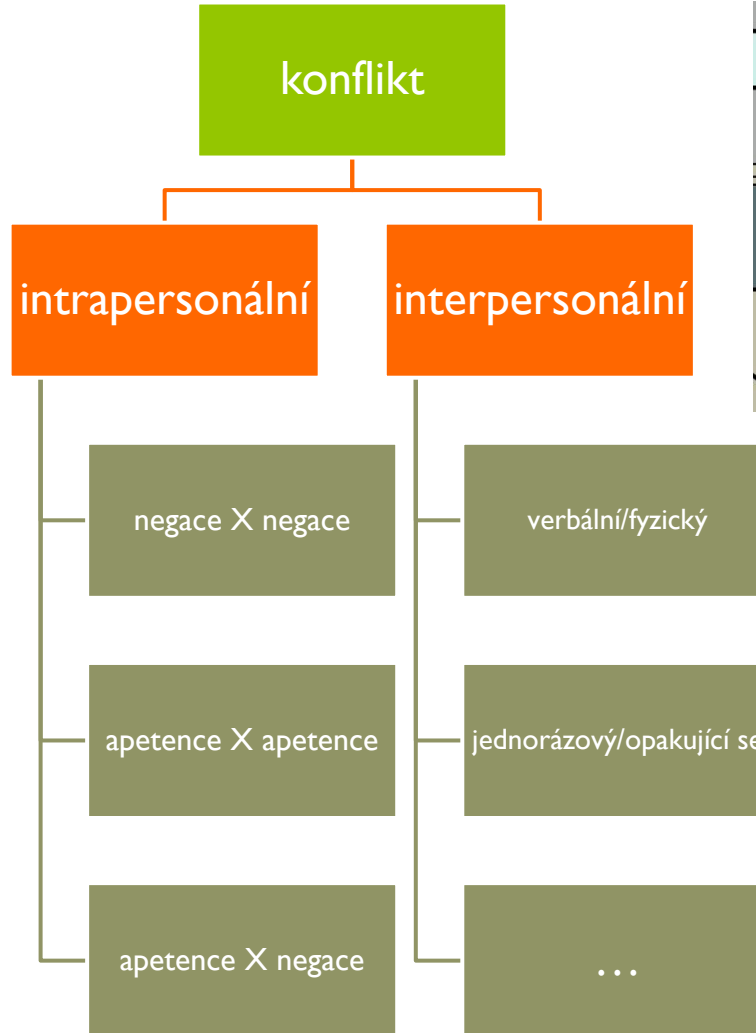 konflikt
intrapersonální
interpersonální
negace X negace
verbální/fyzický
apetence X apetence
jednorázový/opakující se
apetence X negace
...